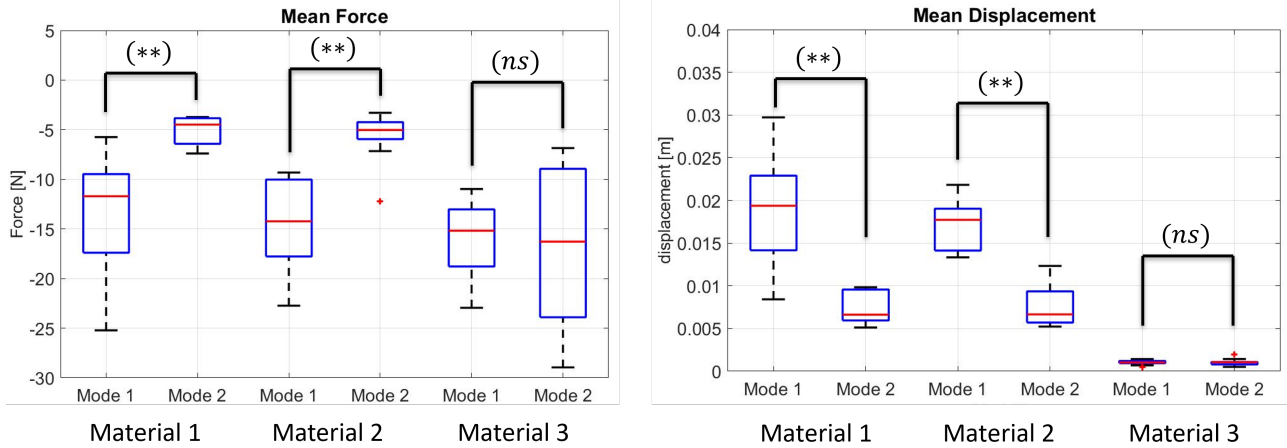 Mean Force
5
0
-5
-10
-15
-20
-25
-30
Force [N]
(**)
(**)
(ns)
Mode 1 Mode 2 Mode 1 Mode 2 Mode 1 Mode 2
Material 1 Material 2 Material 3
Mean Displacement
0.04
0.035
0.03
0.025
0.02
0.015
0.01
0.005
0
displacement [m]
(**)
(**)
(ns)
Mode 1 Mode 2 Mode 1 Mode 2 Mode 1 Mode 2
Material 1 Material 2 Material 3